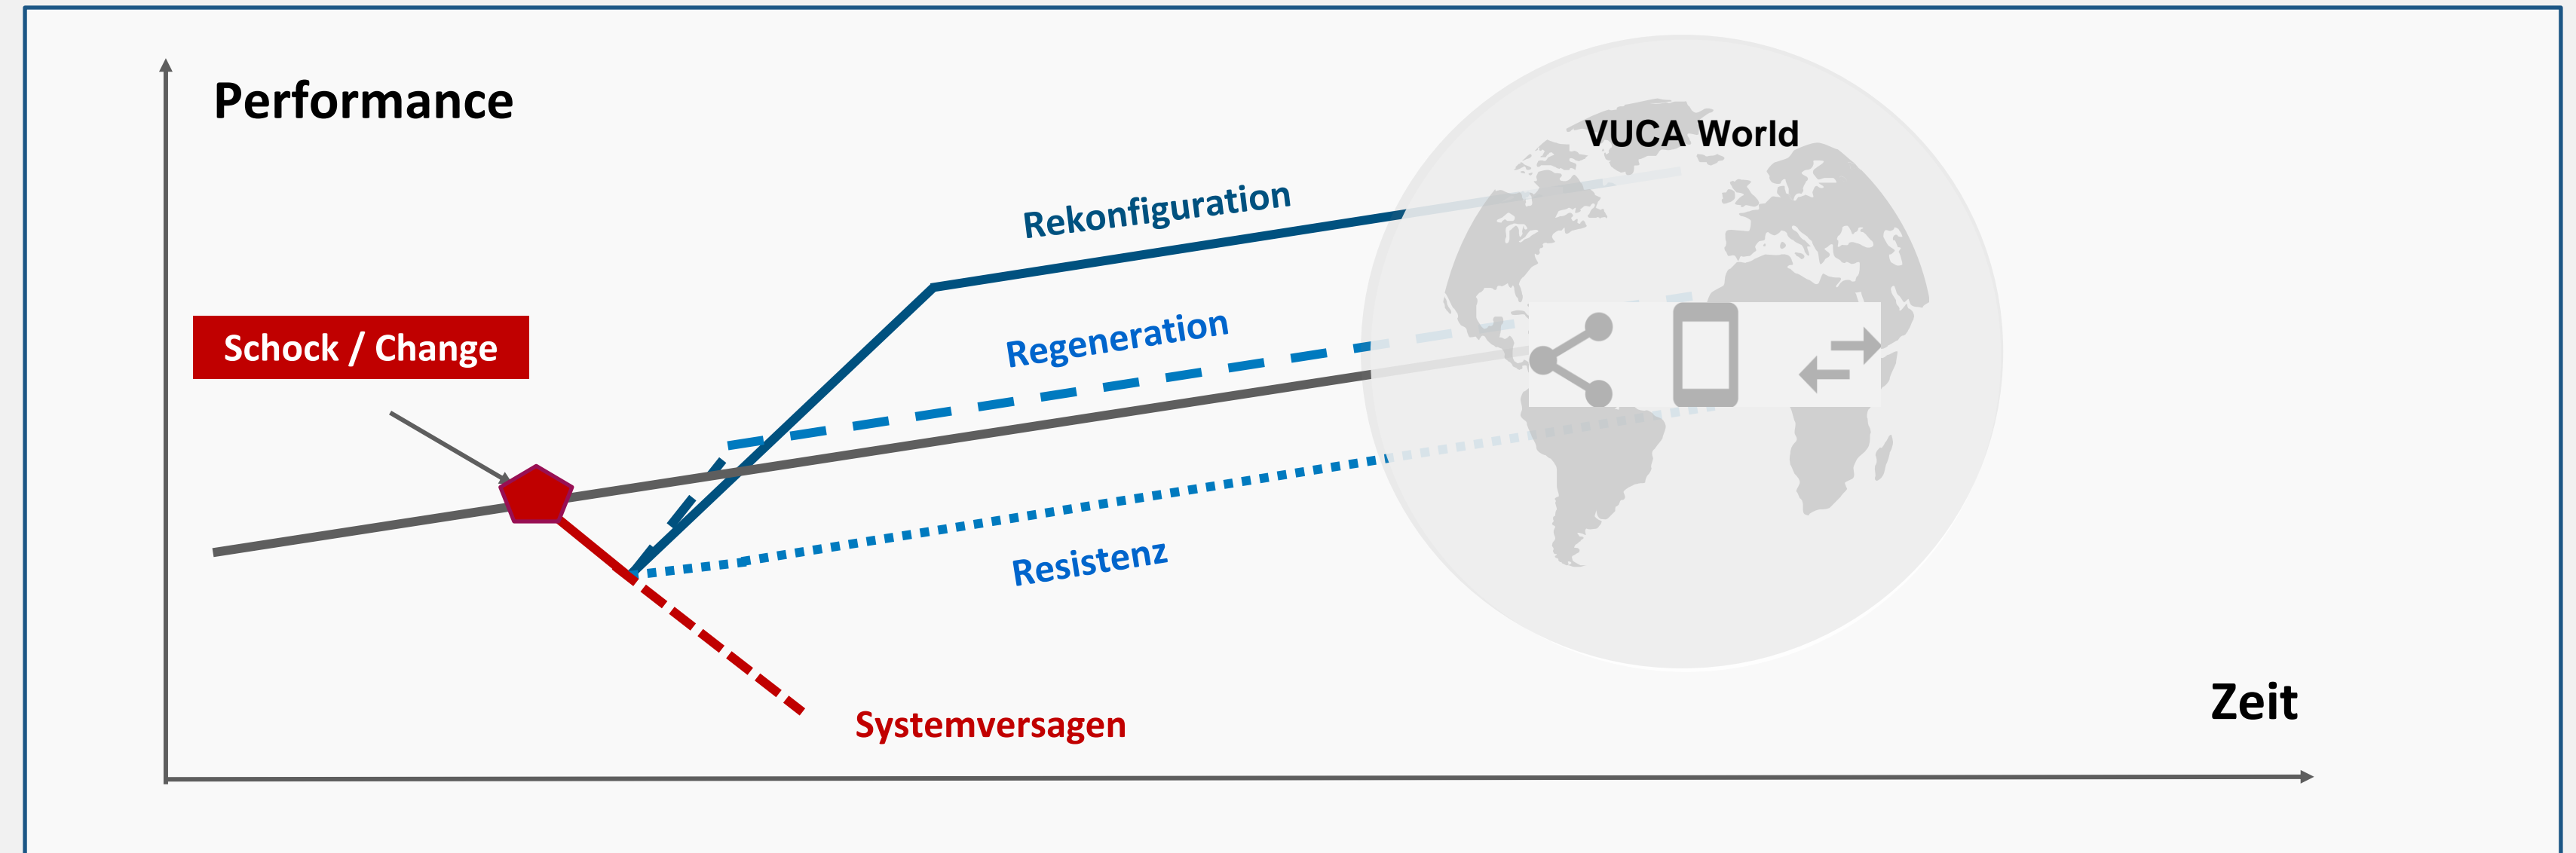 Performance
VUCA World
Rekonfiguration
Regeneration
Schock / Change
Resistenz
Zeit
Systemversagen